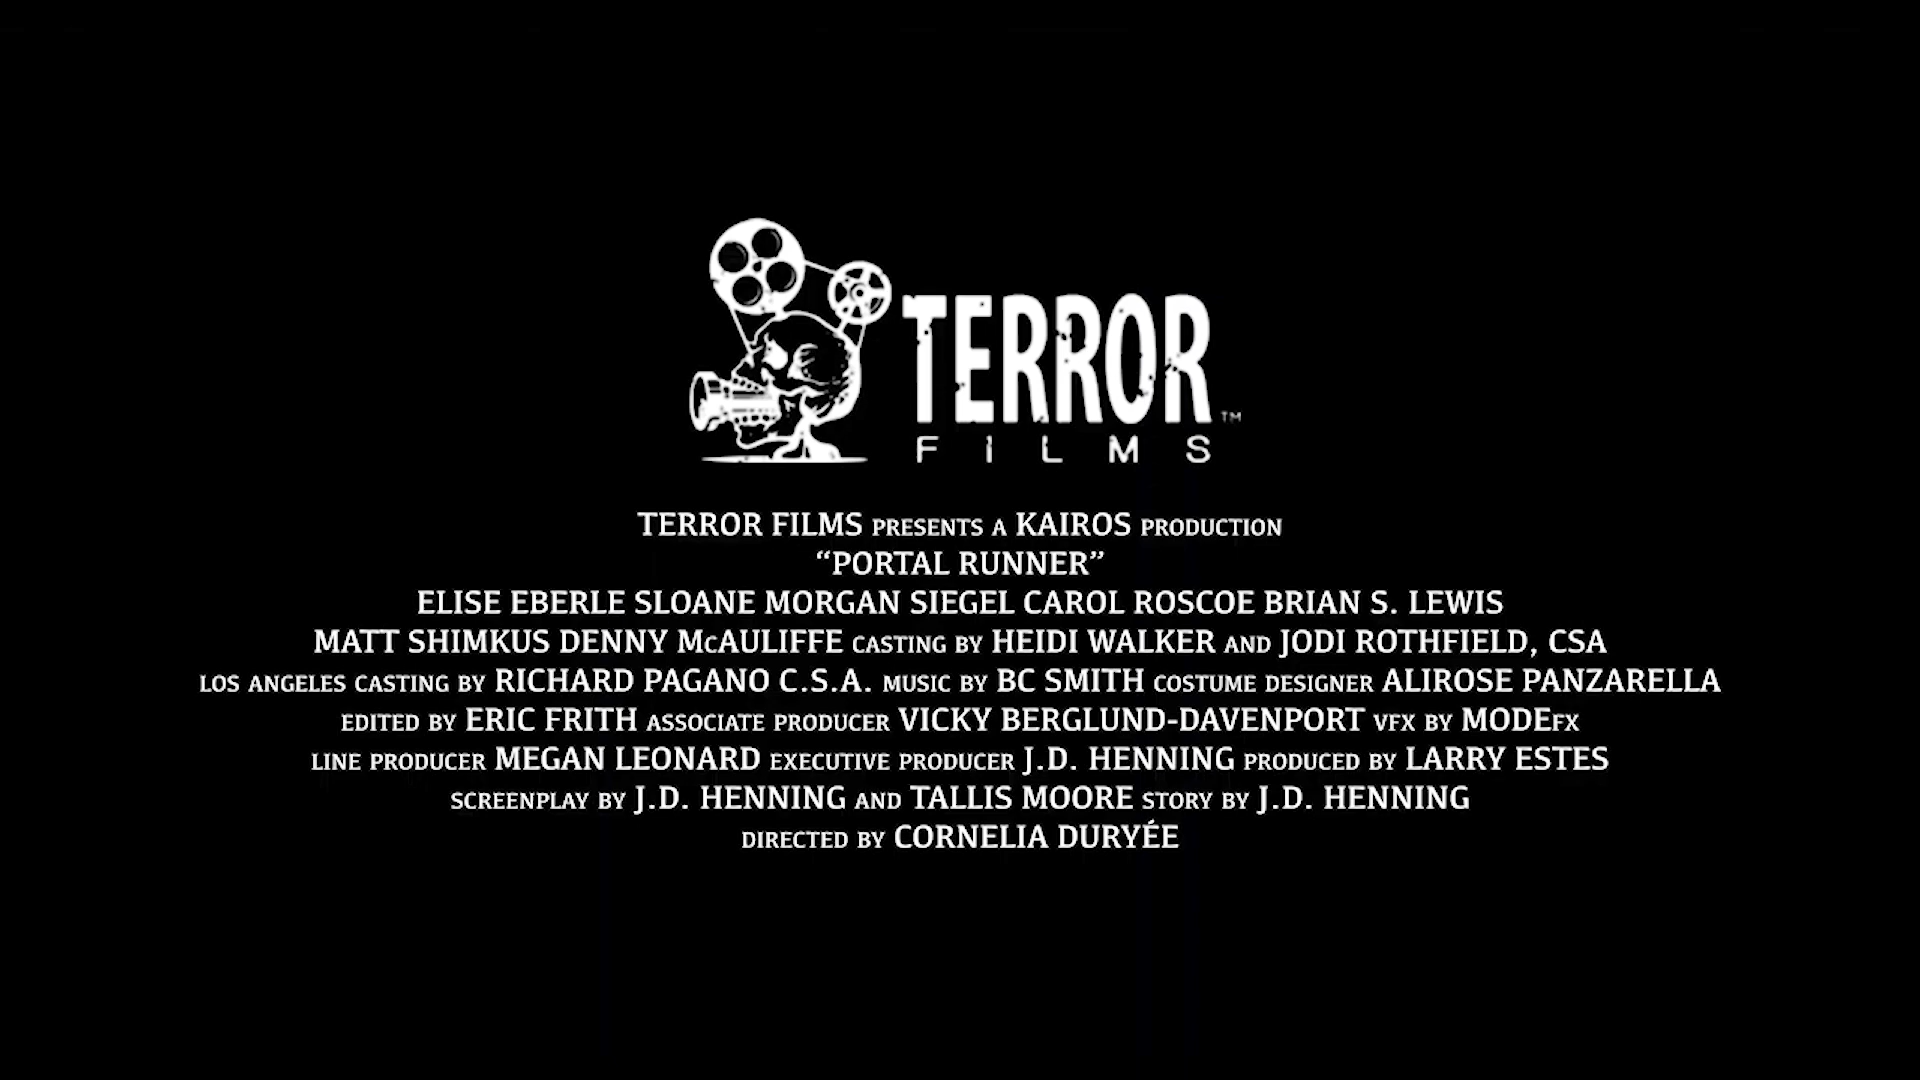 TERROR™
FILMS
TERROR FILMS PRESENTS A KAIROS PRODUCTION
“PORTAL RUNNER”
ELISE EBERLE SLOANE MORGAN SIEGEL CAROL ROSCOE BRIAN S. LEWIS
MATT SHIMKUS DENNY McAULIFFE CASTING BY HEIDI WALKER AND JODI ROTHFIELD, CSA
LOS ANGELES CASTING BY RICHARD PAGANO C.S.A. MUSIC BY BC SMITH COSTUME DESIGNER ALIROSE PANZARELLA
EDITED BY ERIC FRITH ASSOCIATE PRODUCER VICKY BERGLUND-DAVENPORT VFX BY MODEFX
LINE PRODUCER MEGAN LEONARD EXECUTIVE PRODUCER J.D. HENNING PRODUCED BY LARRY ESTES
SCREENPLAY BY J.D. HENNING AND TALLIS MOORE STORY BY J.D. HENNING
DIRECTED BY CORNELIA DURYÉE